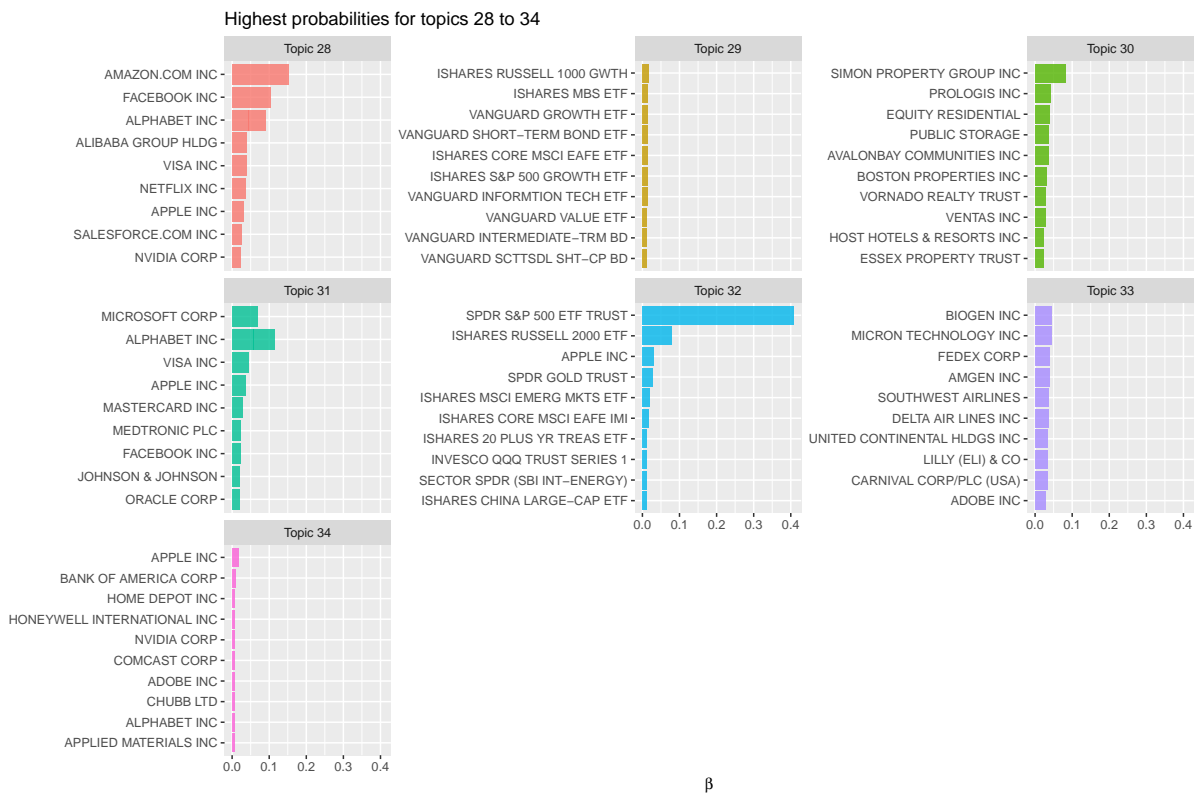 Highest probabilities for topics 28 to 34
Topic 28
AMAZON.COM INC
FACEBOOK INC
ALPHABET INC
ALIBABA GROUP HLDG
VISA INC
NETFLIX INC
APPLE INC
SALESFORCE.COM INC
NVIDIA CORP
Topic 29
ISHARES RUSSELL 1000 GWTH
ISHARES MBS ETF
VANGUARD GROWTH ETF
VANGUARD SHORT−TERM BOND ETF
ISHARES CORE MSCI EAFE ETF
ISHARES S&P 500 GROWTH ETF
VANGUARD INFORMTION TECH ETF
VANGUARD VALUE ETF
VANGUARD INTERMEDIATE−TRM BD
VANGUARD SCTTSDL SHT−CP BD
Topic 30
SIMON PROPERTY GROUP INC
PROLOGIS INC
EQUITY RESIDENTIAL
PUBLIC STORAGE
AVALONBAY COMMUNITIES INC
BOSTON PROPERTIES INC
VORNADO REALTY TRUST
VENTAS INC
HOST HOTELS & RESORTS INC
ESSEX PROPERTY TRUST
Topic 31
MICROSOFT CORP
ALPHABET INC
VISA INC
APPLE INC
MASTERCARD INC
MEDTRONIC PLC
FACEBOOK INC
JOHNSON & JOHNSON
ORACLE CORP
Topic 32
SPDR S&P 500 ETF TRUST
ISHARES RUSSELL 2000 ETF
APPLE INC
SPDR GOLD TRUST
ISHARES MSCI EMERG MKTS ETF
ISHARES CORE MSCI EAFE IMI
ISHARES 20 PLUS YR TREAS ETF
INVESCO QQQ TRUST SERIES 1
SECTOR SPDR (SBI INT−ENERGY)
ISHARES CHINA LARGE−CAP ETF
0.0 0.1 0.2 0.3 0.4
Topic 33
BIOGEN INC
MICRON TECHNOLOGY INC
FEDEX CORP
AMGEN INC
SOUTHWEST AIRLINES
DELTA AIR LINES INC
UNITED CONTINENTAL HLDGS INC
LILLY (ELI) & CO
CARNIVAL CORP/PLC (USA)
ADOBE INC
0.0 0.1 0.2 0.3 0.4
Topic 34
APPLE INC
BANK OF AMERICA CORP
HOME DEPOT INC
HONEYWELL INTERNATIONAL INC
NVIDIA CORP
COMCAST CORP
ADOBE INC
CHUBB LTD
ALPHABET INC
APPLIED MATERIALS INC
0.0 0.1 0.2 0.3 0.4
β